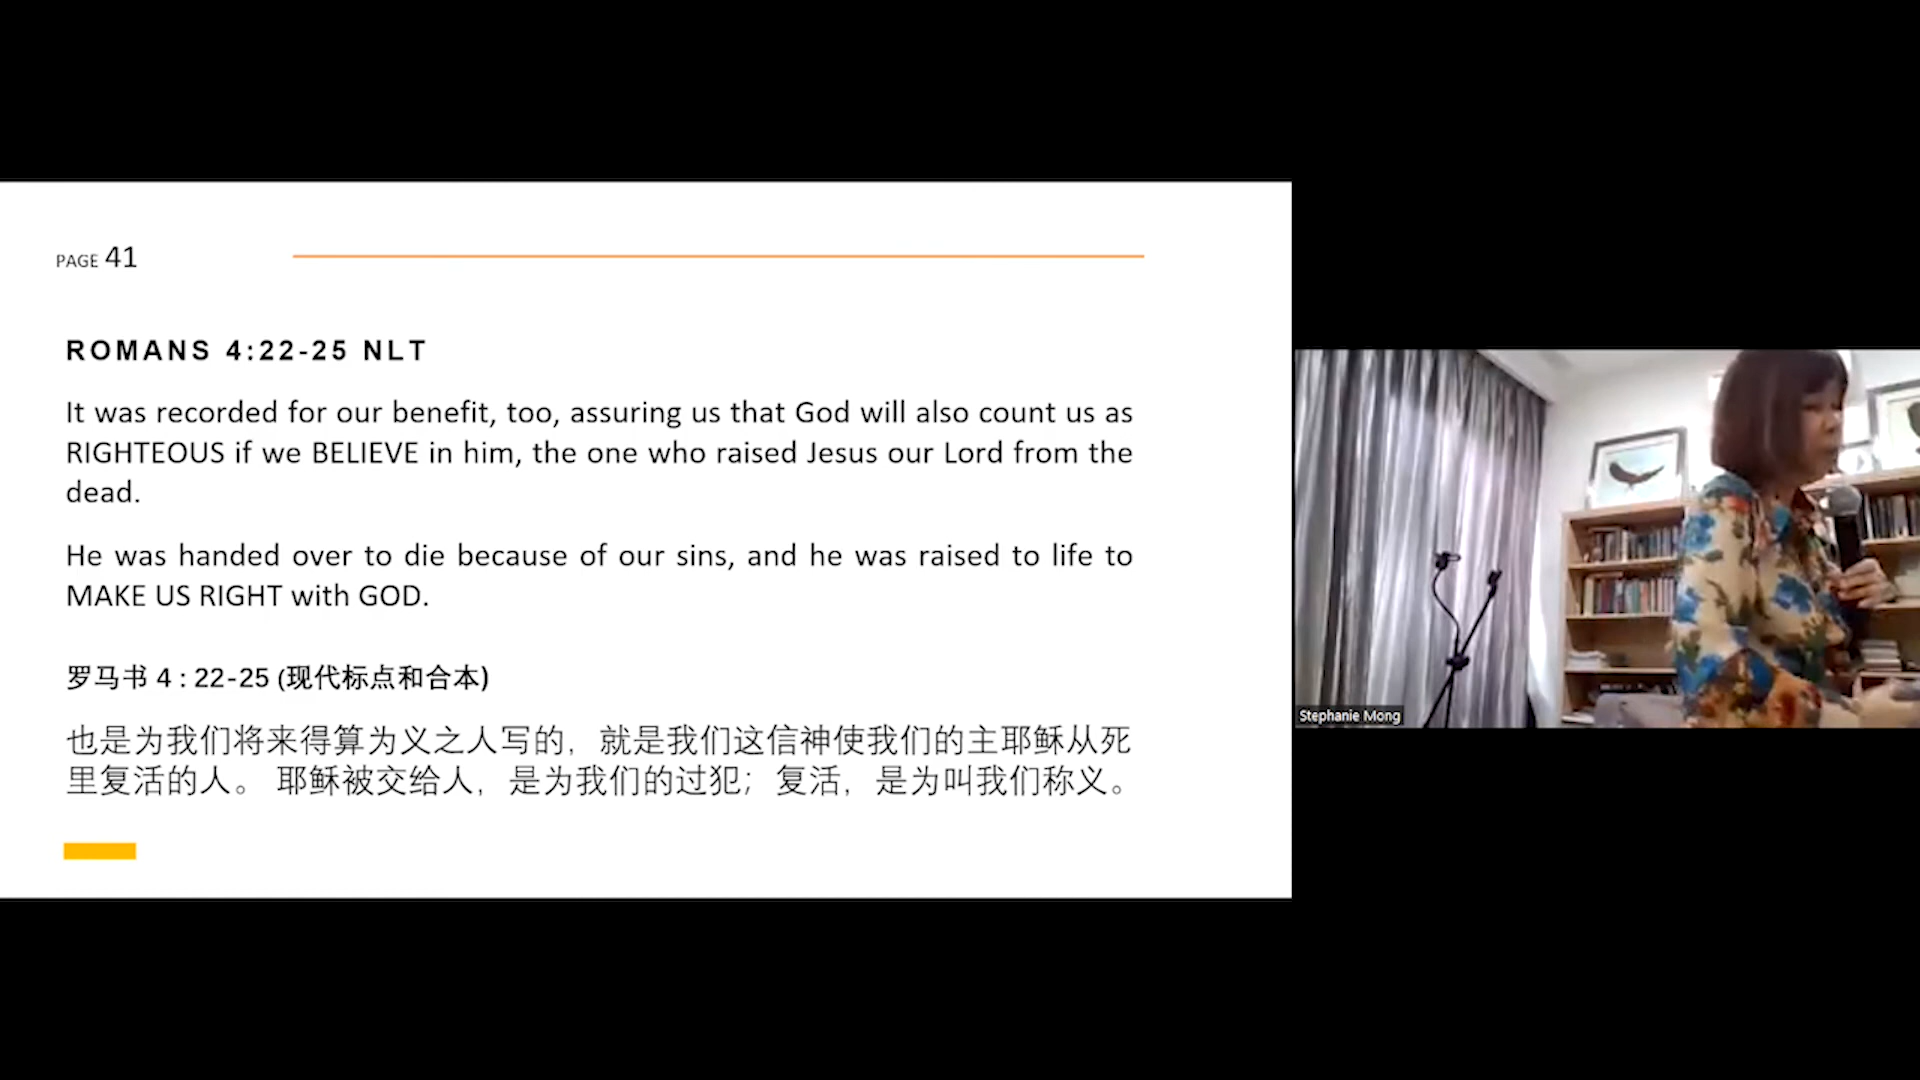 PAGE 41
ROMANS 4:22-25 NLT
It was recorded for our benefit, too, assuring us that God will also count us as
RIGHTEOUS if we BELIEVE in him, the one who raised Jesus our Lord from the
dead.
He was handed over to die because of our sins, and he was raised to life to
MAKE US RIGHT with GOD.
罗马书 4 : 22-25 (现代标点和合本)
也是为我们将来得算为义之人写的，就是我们这信神使我们的主耶稣从死
里复活的人。 耶稣被交给人，是为我们的过犯；复活，是为叫我们称义。
Stephanie Mong